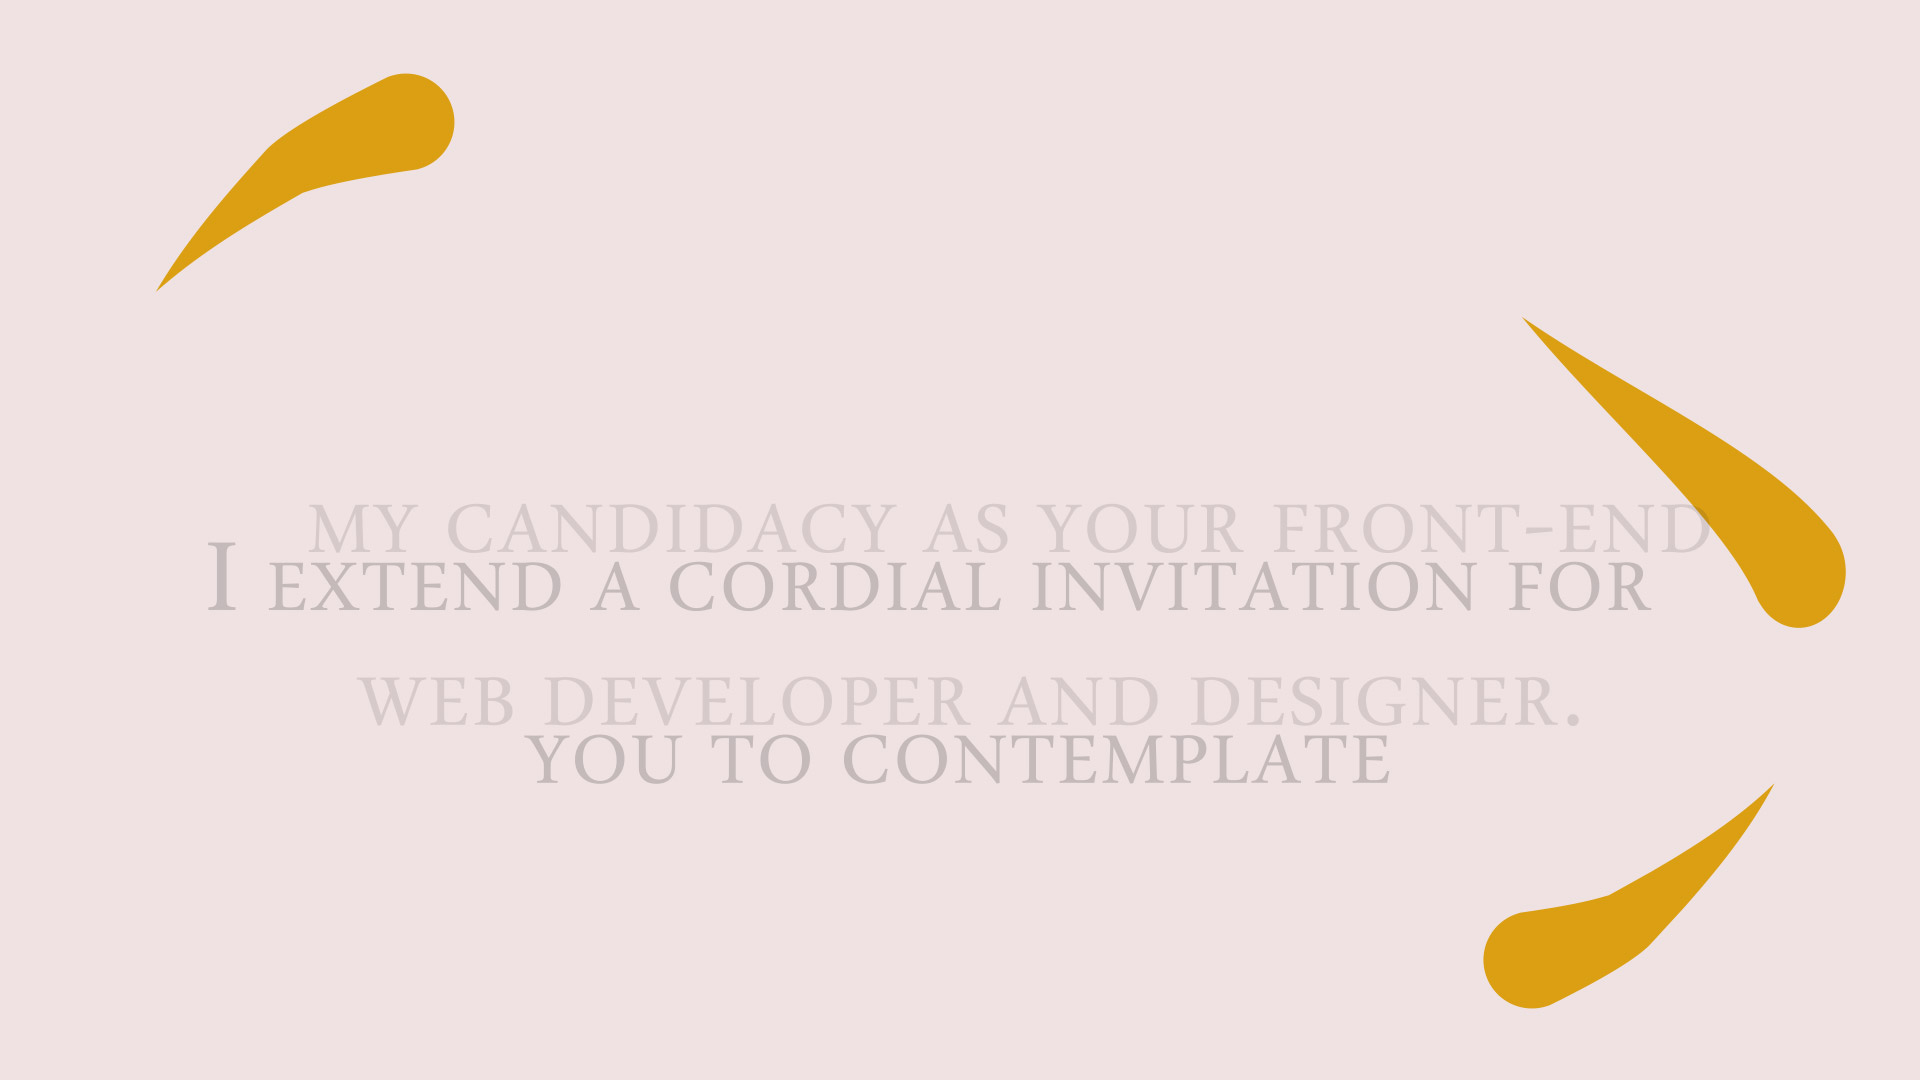 I extend a cordial invitation for
you to contemplate
my candidacy as your front-end
web developer and designer.